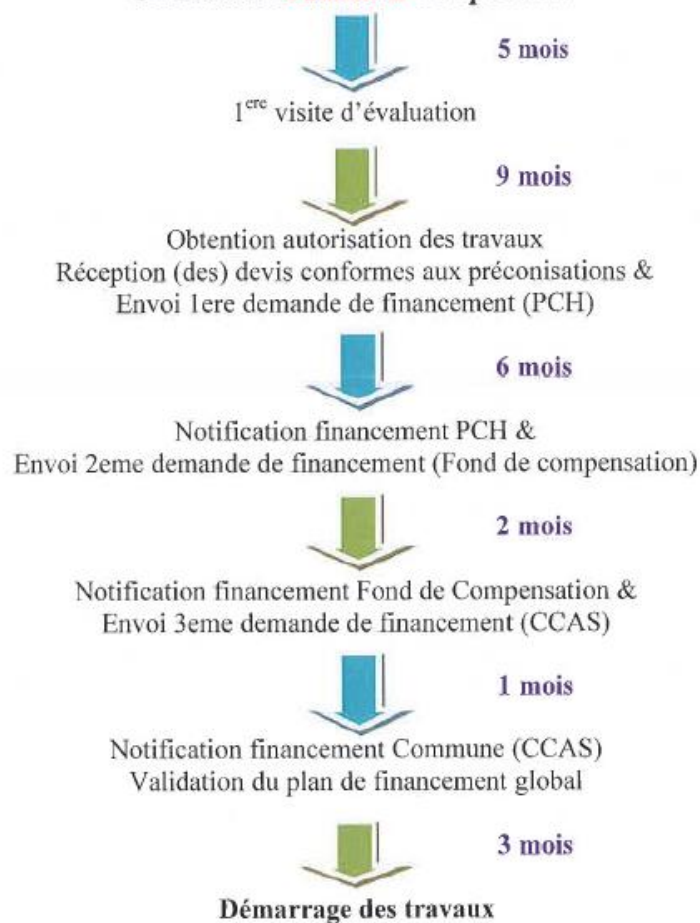 5 mois
1ere visite d'évaluation
9 mois
Obtention autorisation des travaux
Réception (des) devis conformes aux préconisations &
Envoi 1ere demande de financement (PCH)
6 mois
Notification financement PCH &
Envoi 2eme demande de financement (Fond de compensation)
2 mois
Notification financement Fond de Compensation &
Envoi 3eme demande de financement (CCAS)
1 mois
Notification financement Commune (CCAS)
Validation du plan de financement global
3 mois
Démarrage des travaux